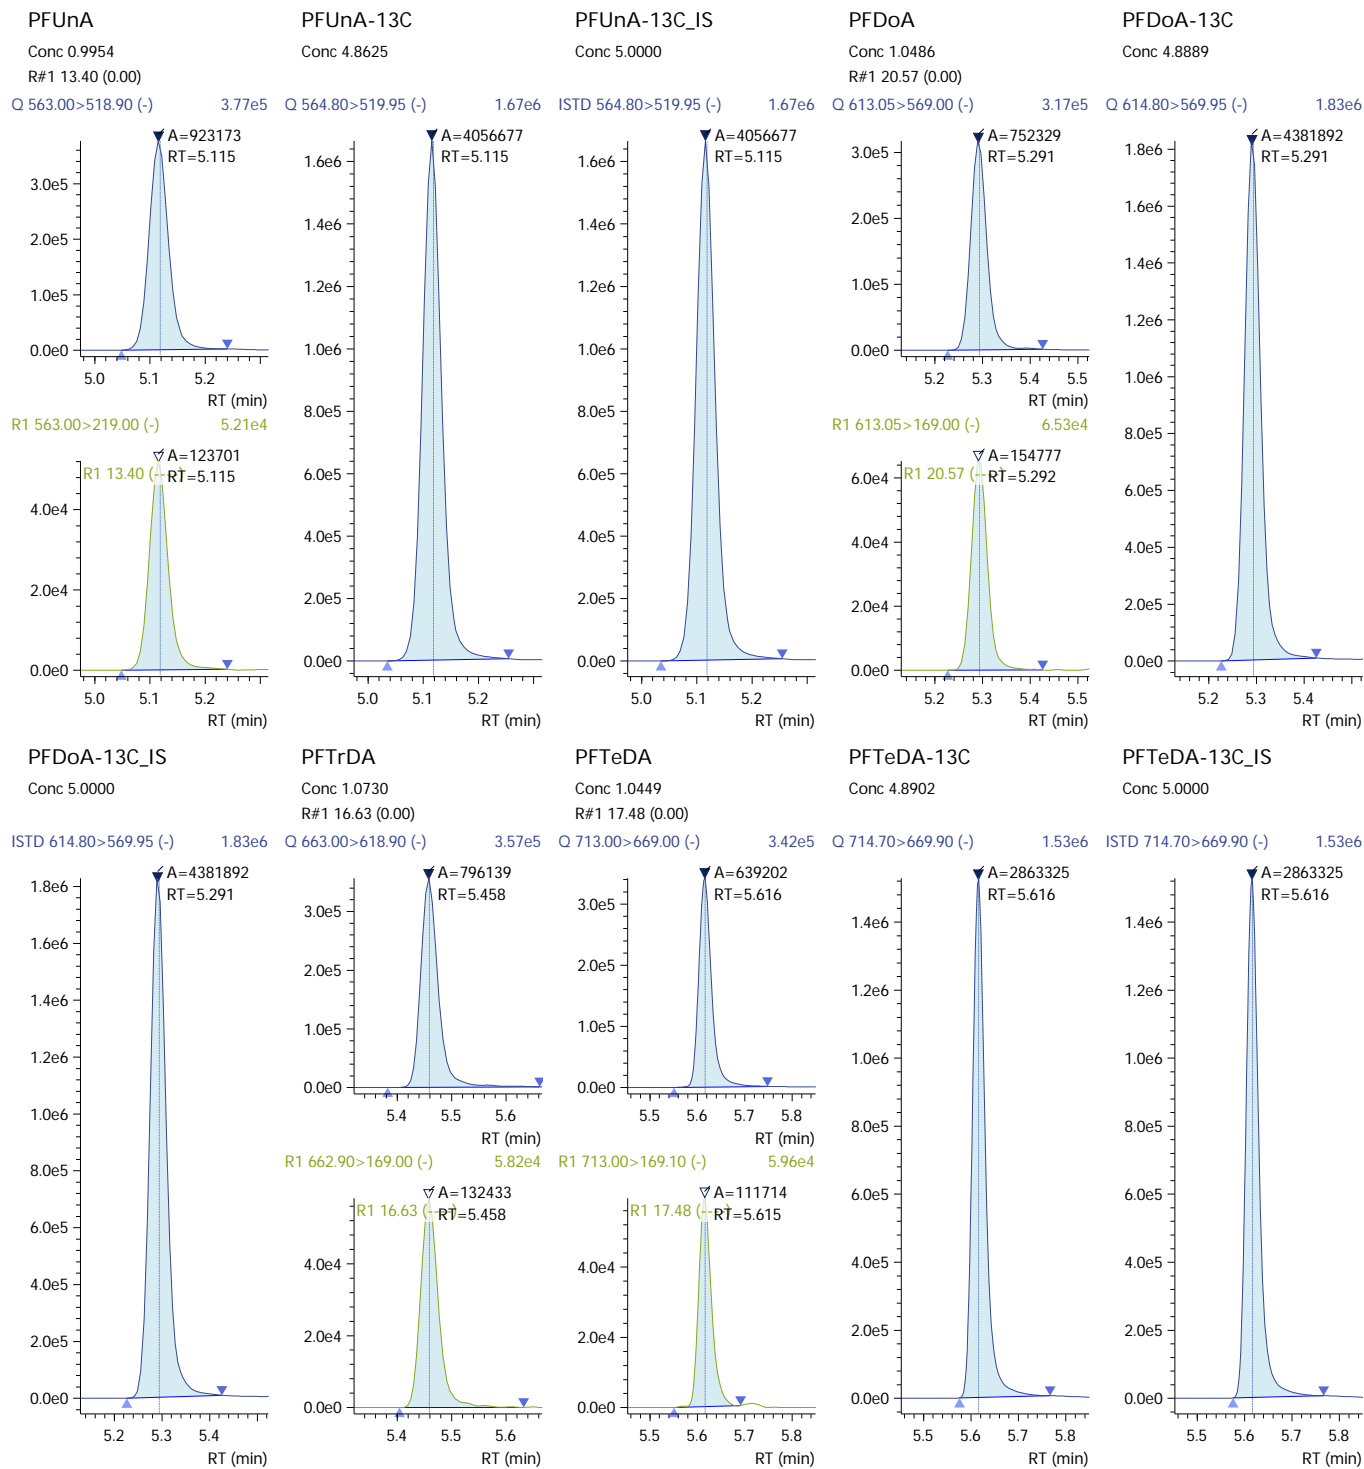 PFUnA
Conc 0.9954
R#1 13.40 (0.00)
Q 563.00>518.90 (-) 3.77e5
A=923173
RT=5.115
3.0e5
2.0e5
1.0e5
0.0e0
5.0 5.1 5.2
RT (min)
R1 563.00>219.00 (-) 5.21e4
A=123701
R1 13.40 (
RT=5.115
4.0e4
2.0e4
0.0e0
5.0 5.1 5.2
RT (min)
PFUnA-13C
Conc 4.8625
Q 564.80>519.95 (-) 1.67e6
A=4056677
RT=5.115
1.6e6
1.4e6
1.2e6
1.0e6
8.0e5
6.0e5
4.0e5
2.0e5
0.0e0
5.0 5.1 5.2
RT (min)
PFUnA-13C_IS
Conc 5.0000
ISTD 564.80>519.95 (-) 1.67e6
A=4056677
RT=5.115
1.6e6
1.4e6
1.2e6
1.0e6
8.0e5
6.0e5
4.0e5
2.0e5
0.0e0
5.0 5.1 5.2
RT (min)
PFDoA
Conc 1.0486
R#1 20.57 (0.00)
Q 613.05>569.00 (-) 3.17e5
A=752329
RT=5.291
3.0e5
2.0e5
1.0e5
0.0e0
5.2 5.3 5.4 5.5
RT (min)
R1 613.05>169.00 (-) 6.53e4
A=154777
R1 20.57 (
RT=5.292
6.0e4
4.0e4
2.0e4
0.0e0
5.2 5.3 5.4 5.5
RT (min)
PFDoA-13C
Conc 4.8889
Q 614.80>569.95 (-) 1.83e6
A=4381892
RT=5.291
1.8e6
1.6e6
1.4e6
1.2e6
1.0e6
8.0e5
6.0e5
4.0e5
2.0e5
0.0e0
5.2 5.3 5.4
RT (min)
PFDoA-13C_IS
Conc 5.0000
ISTD 614.80>569.95 (-) 1.83e6
A=4381892
RT=5.291
1.8e6
1.6e6
1.4e6
1.2e6
1.0e6
8.0e5
6.0e5
4.0e5
2.0e5
0.0e0
5.2 5.3 5.4
RT (min)
PFTrDA
Conc 1.0730
R#1 16.63 (0.00)
Q 663.00>618.90 (-) 3.57e5
A=796139
RT=5.458
3.0e5
2.0e5
1.0e5
0.0e0
5.4 5.5 5.6
RT (min)
R1 662.90>169.00 (-) 5.82e4
A=132433
R1 16.63 (
RT=5.458
4.0e4
2.0e4
0.0e0
5.4 5.5 5.6
RT (min)
PFTeDA
Conc 1.0449
R#1 17.48 (0.00)
Q 713.00>669.00 (-) 3.42e5
A=639202
RT=5.616
3.0e5
2.0e5
1.0e5
0.0e0
5.5 5.6 5.7 5.8
RT (min)
R1 713.00>169.10 (-) 5.96e4
A=111714
R1 17.48 (
RT=5.615
4.0e4
2.0e4
0.0e0
5.5 5.6 5.7 5.8
RT (min)
PFTeDA-13C
Conc 4.8902
Q 714.70>669.90 (-) 1.53e6
A=2863325
RT=5.616
1.4e6
1.2e6
1.0e6
8.0e5
6.0e5
4.0e5
2.0e5
0.0e0
5.5 5.6 5.7 5.8
RT (min)
PFTeDA-13C_IS
Conc 5.0000
ISTD 714.70>669.90 (-) 1.53e6
A=2863325
RT=5.616
1.4e6
1.2e6
1.0e6
8.0e5
6.0e5
4.0e5
2.0e5
0.0e0
5.5 5.6 5.7 5.8
RT (min)